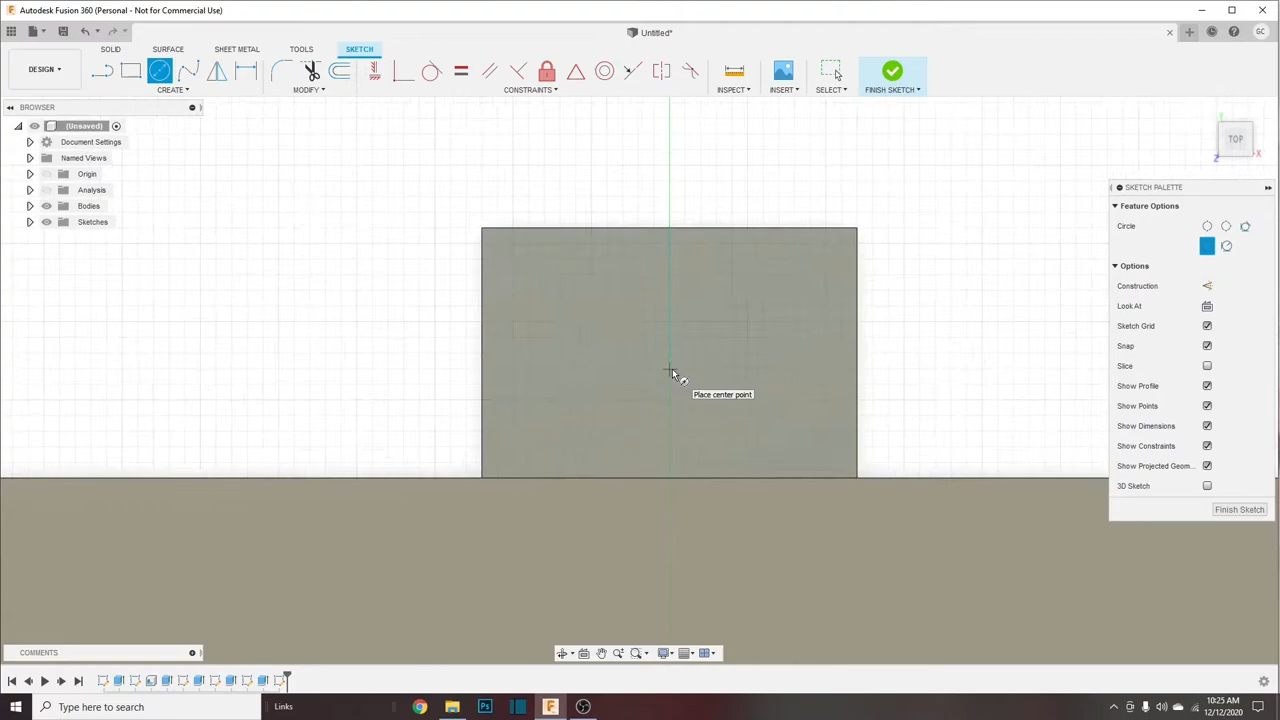 Autodesk Fusion 360 (Personal - Not for Commercial Use)
Untitled*
GC
SOLID
SURFACE
SHEET METAL
TOOLS
SKETCH
DESIGN
CREATE
MODIFY
CONSTRAINTS
INSPECT
INSERT
SELECT
FINISH SKETCH
BROWSER
(Unsaved)
Document Settings
Named Views
Origin
Analysis
Bodies
Sketches
Y
TOP
X
Z
SKETCH PALETTE
Feature Options
Circle
Options
Construction
Look At
Sketch Grid
Snap
Slice
Show Profile
Show Points
Show Dimensions
Show Constraints
Show Projected Geom...
3D Sketch
Finish Sketch
Place center point
COMMENTS
Type here to search
Links
Ps
F
10:25 AM
12/12/2020